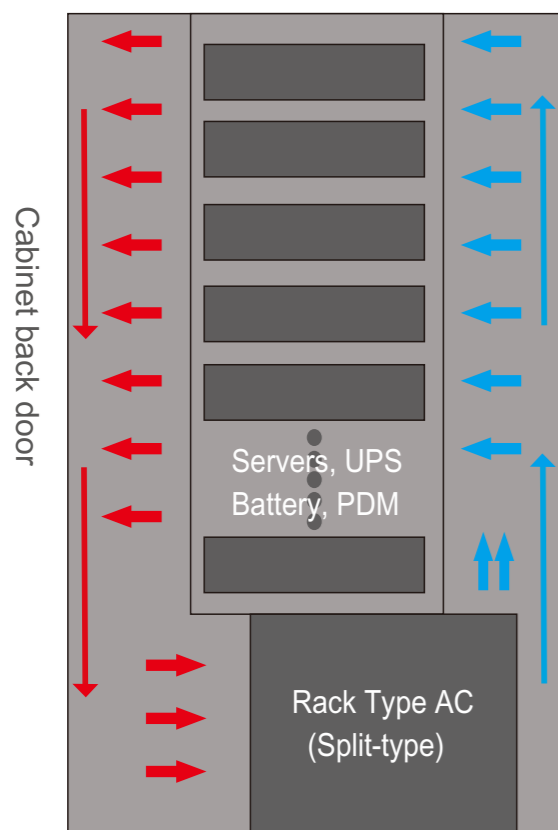 Cabinet back door
Servers, UPS
Battery, PDM
Rack Type AC
(Split-type)